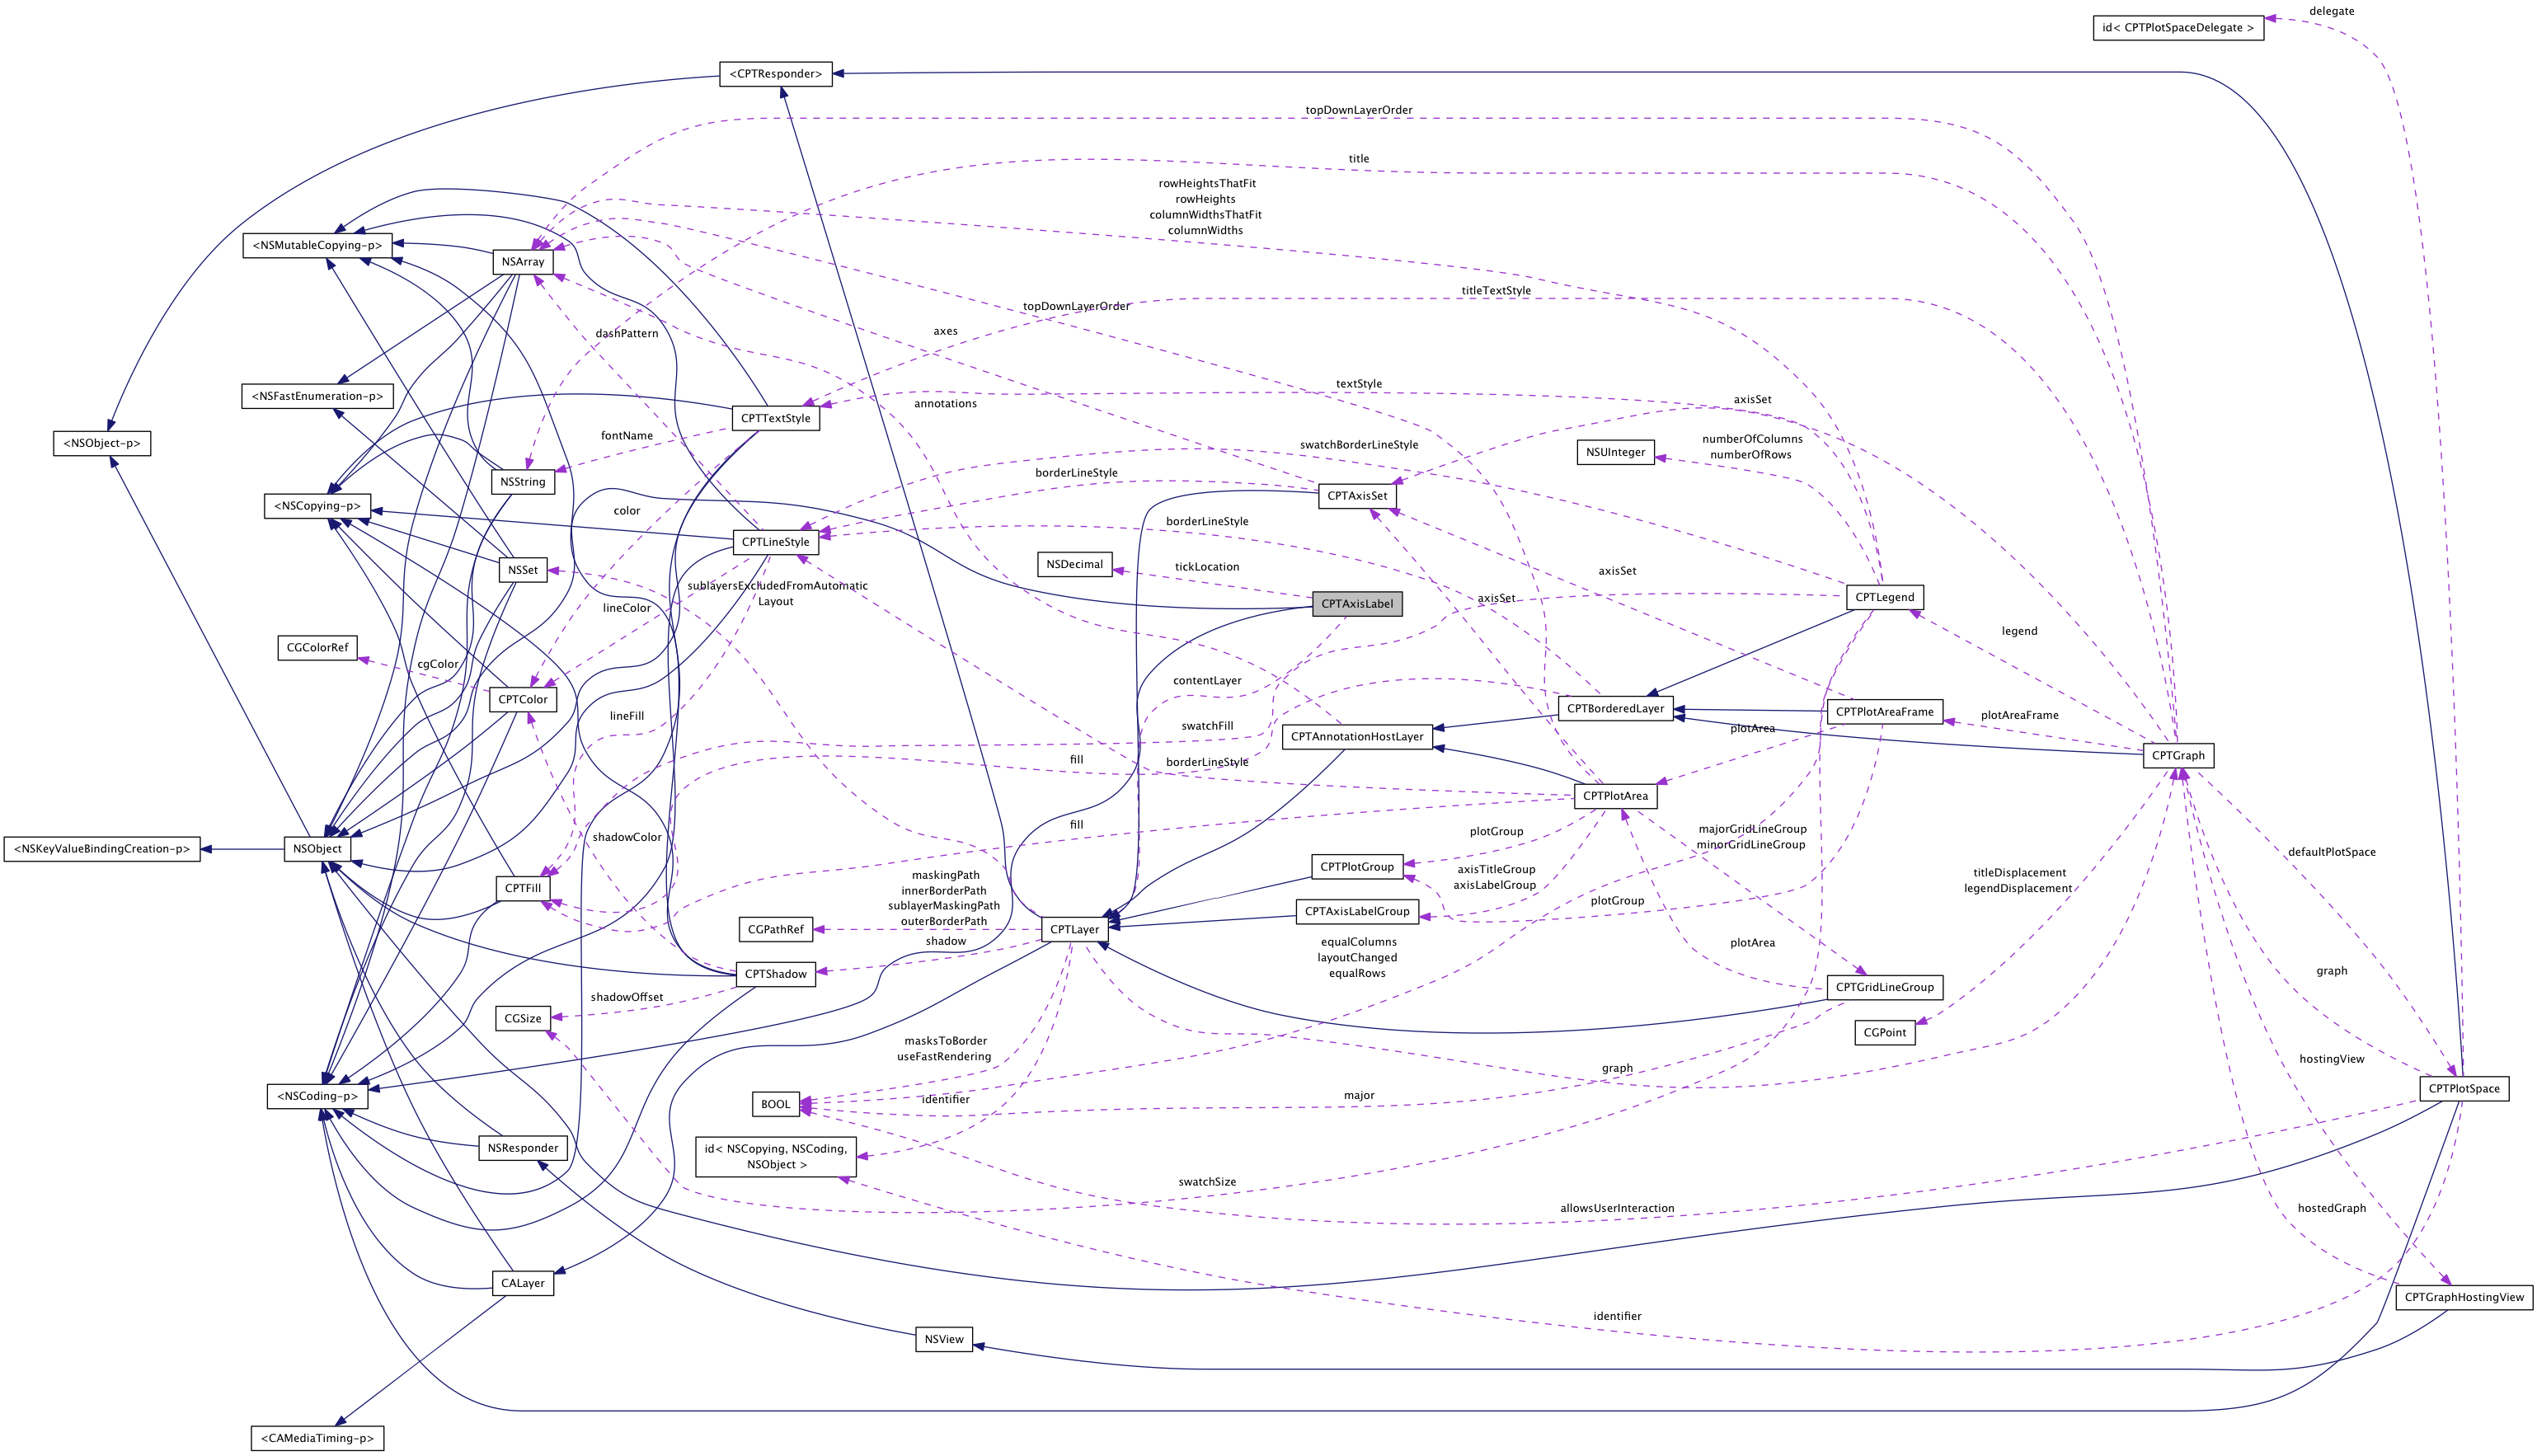 delegate
id< CPTPlotSpaceDelegate >
<CPTResponder>
topDownLayerOrder
title
rowHeightsThatFit
rowHeights
columnWidthsThatFit
columnWidths
<NSMutableCopying-p>
NSArray
titleTextStyle
topDownLayerOrder
axes
dashPattern
textStyle
<NSFastEnumeration-p>
annotations
axisSet
CPTTextStyle
fontName
<NSObject-p>
swatchBorderLineStyle
numberOfColumns
numberOfRows
NSUInteger
borderLineStyle
NSString
CPTAxisSet
<NSCopying-p>
color
borderLineStyle
CPTLineStyle
NSDecimal
tickLocation
NSSet
axisSet
sublayersExcludedFromAutomatic
Layout
lineColor
axisSet
CPTAxisLabel
CPTLegend
legend
CGColorRef
cgColor
contentLayer
CPTColor
CPTBorderedLayer
CPTPlotAreaFrame
plotAreaFrame
lineFill
swatchFill
plotArea
CPTAnnotationHostLayer
CPTGraph
fill
borderLineStyle
CPTPlotArea
fill
shadowColor
plotGroup
majorGridLineGroup
minorGridLineGroup
<NSKeyValueBindingCreation-p>
NSObject
defaultPlotSpace
CPTPlotGroup
axisTitleGroup
axisLabelGroup
maskingPath
innerBorderPath
sublayerMaskingPath
outerBorderPath
titleDisplacement
legendDisplacement
CPTFill
plotGroup
CPTAxisLabelGroup
CGPathRef
CPTLayer
shadow
equalColumns
layoutChanged
equalRows
plotArea
CPTShadow
graph
CPTGridLineGroup
shadowOffset
CGSize
CGPoint
masksToBorder
useFastRendering
hostingView
graph
<NSCoding-p>
BOOL
identifier
major
CPTPlotSpace
NSResponder
id< NSCopying, NSCoding,
NSObject >
swatchSize
allowsUserInteraction
hostedGraph
CALayer
CPTGraphHostingView
identifier
NSView
<CAMediaTiming-p>